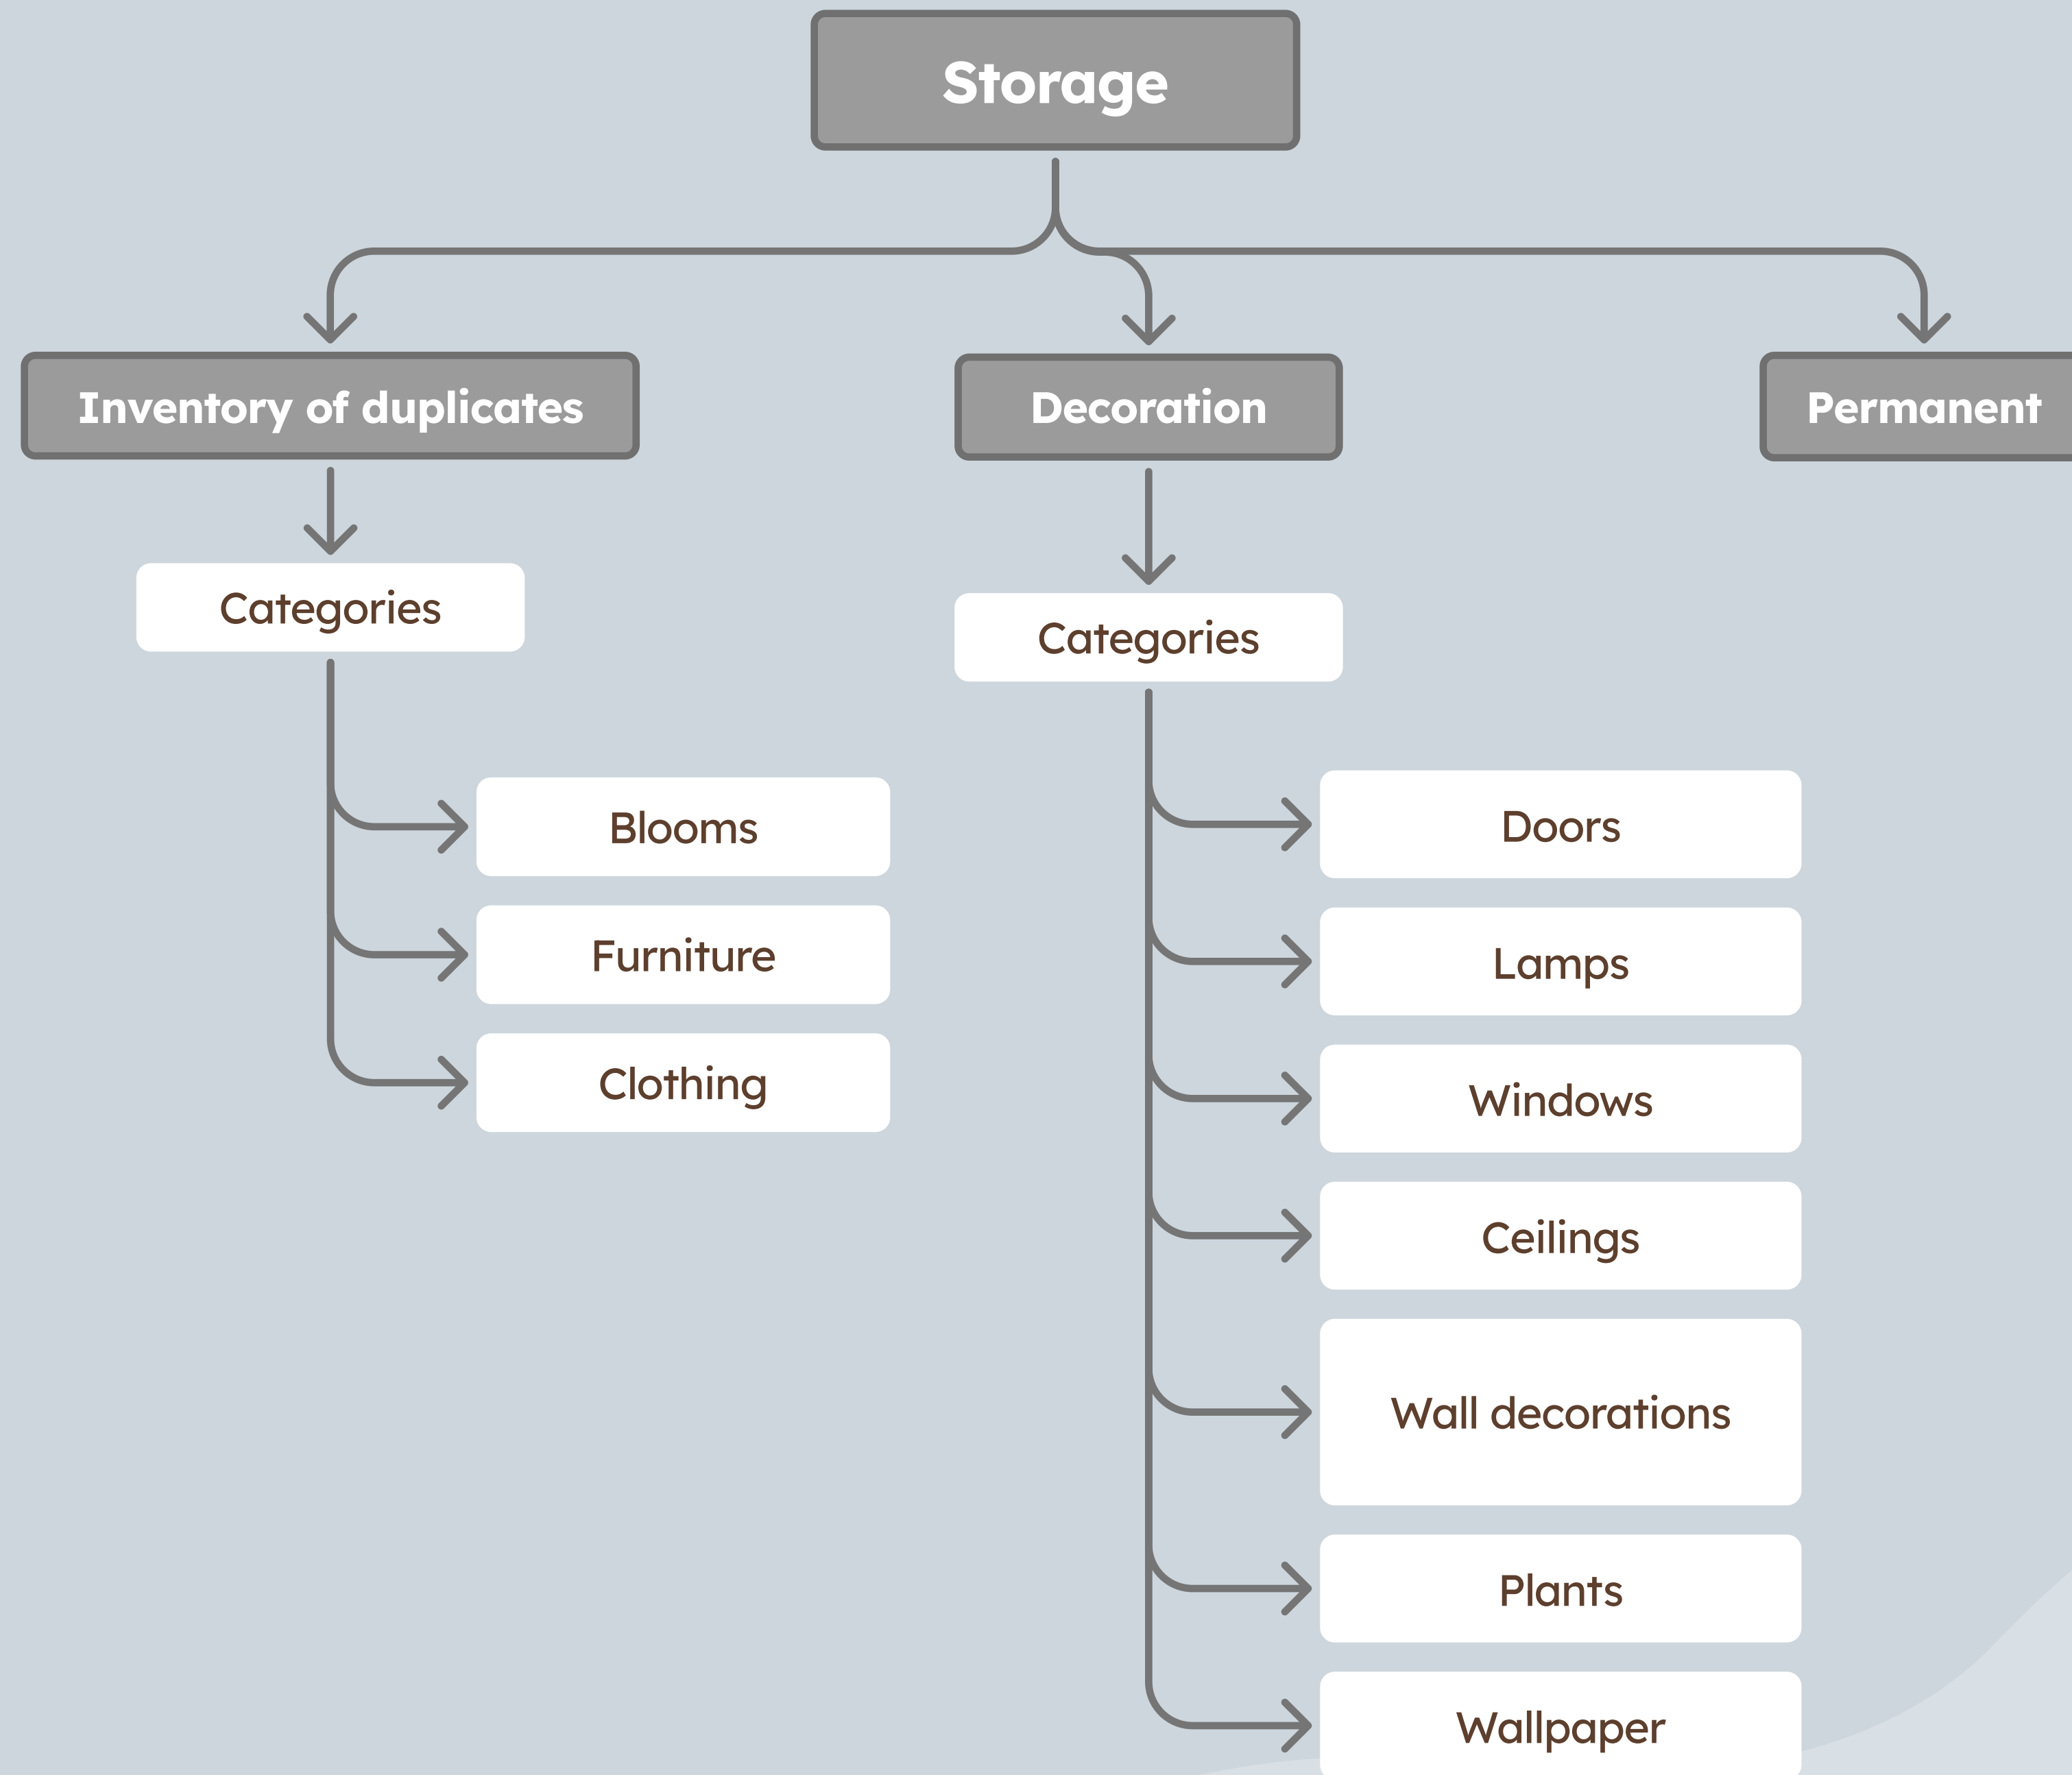 Storage
Inventory of duplicates
Decoration
Permanent
Categories
Categories
Blooms
Furniture
Clothing
Doors
Lamps
Windows
Ceilings
Wall decorations
Plants
Wallpaper